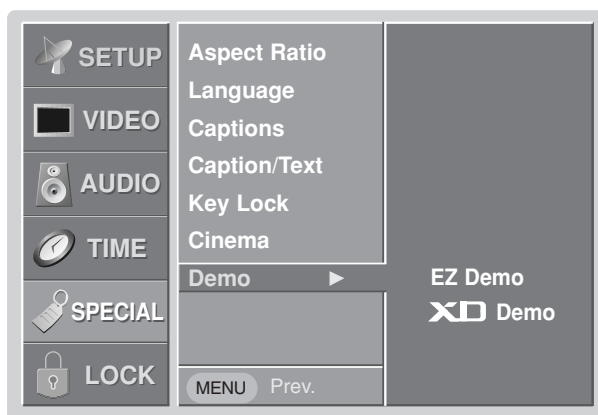 SETUP
VIDEO
AUDIO
TIME
SPECIAL
LOCK
Aspect Ratio
Language
Captions
Caption/Text
Key Lock
Cinema
Demo ►
MENU Prev.
EZ Demo
XD Demo